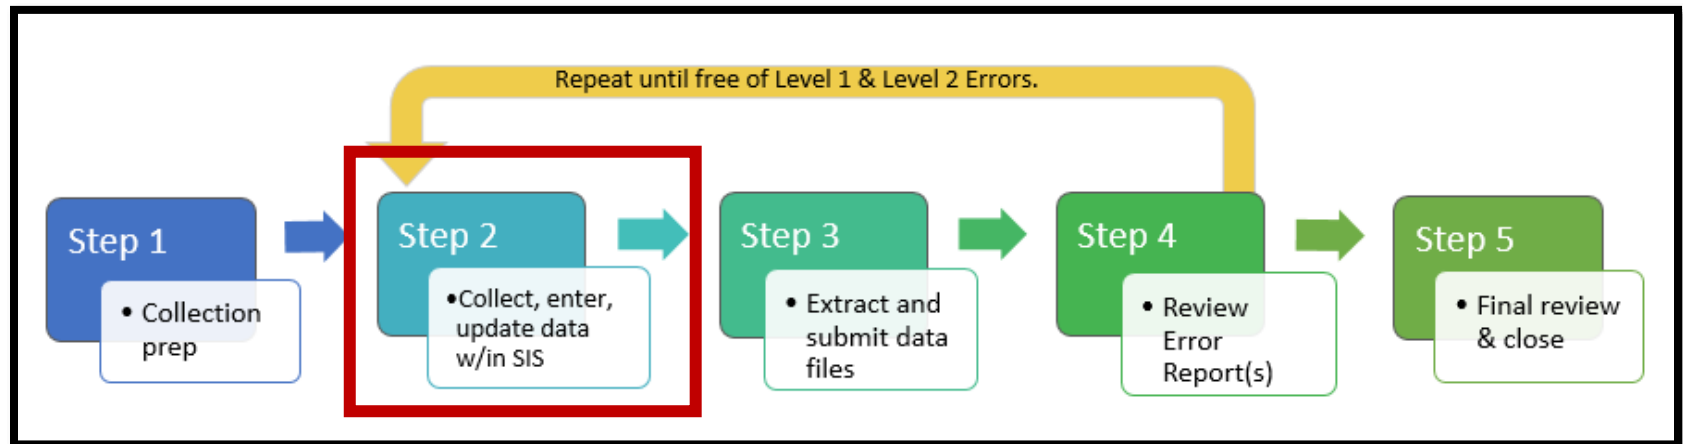 Repeat until free of Level 1 & Level 2 Errors.
Step 1
• Collection
prep
Step 2
•Collect, enter,
update data
w/in SIS
Step 3
• Extract and
submit data
files
Step 4
• Review
Error
Report(s)
Step 5
• Final review
& close